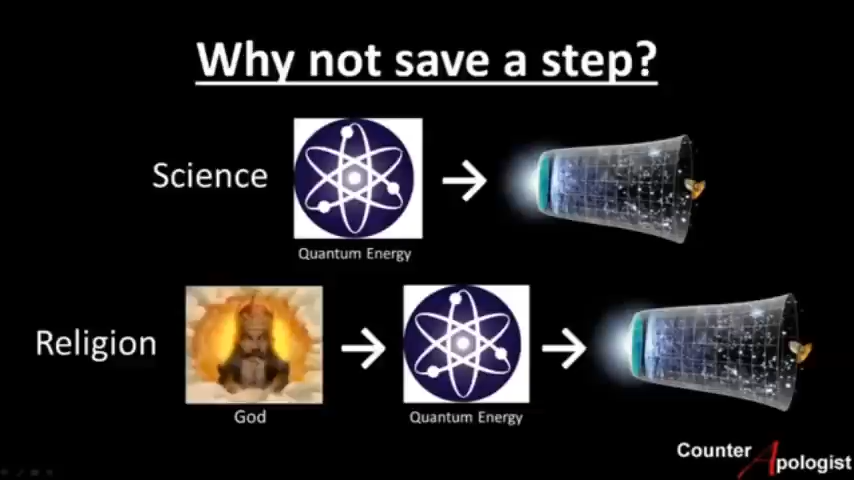 Why not save a step?
Science
Quantum Energy
Religion
God
Quantum Energy
Counter
Apologist